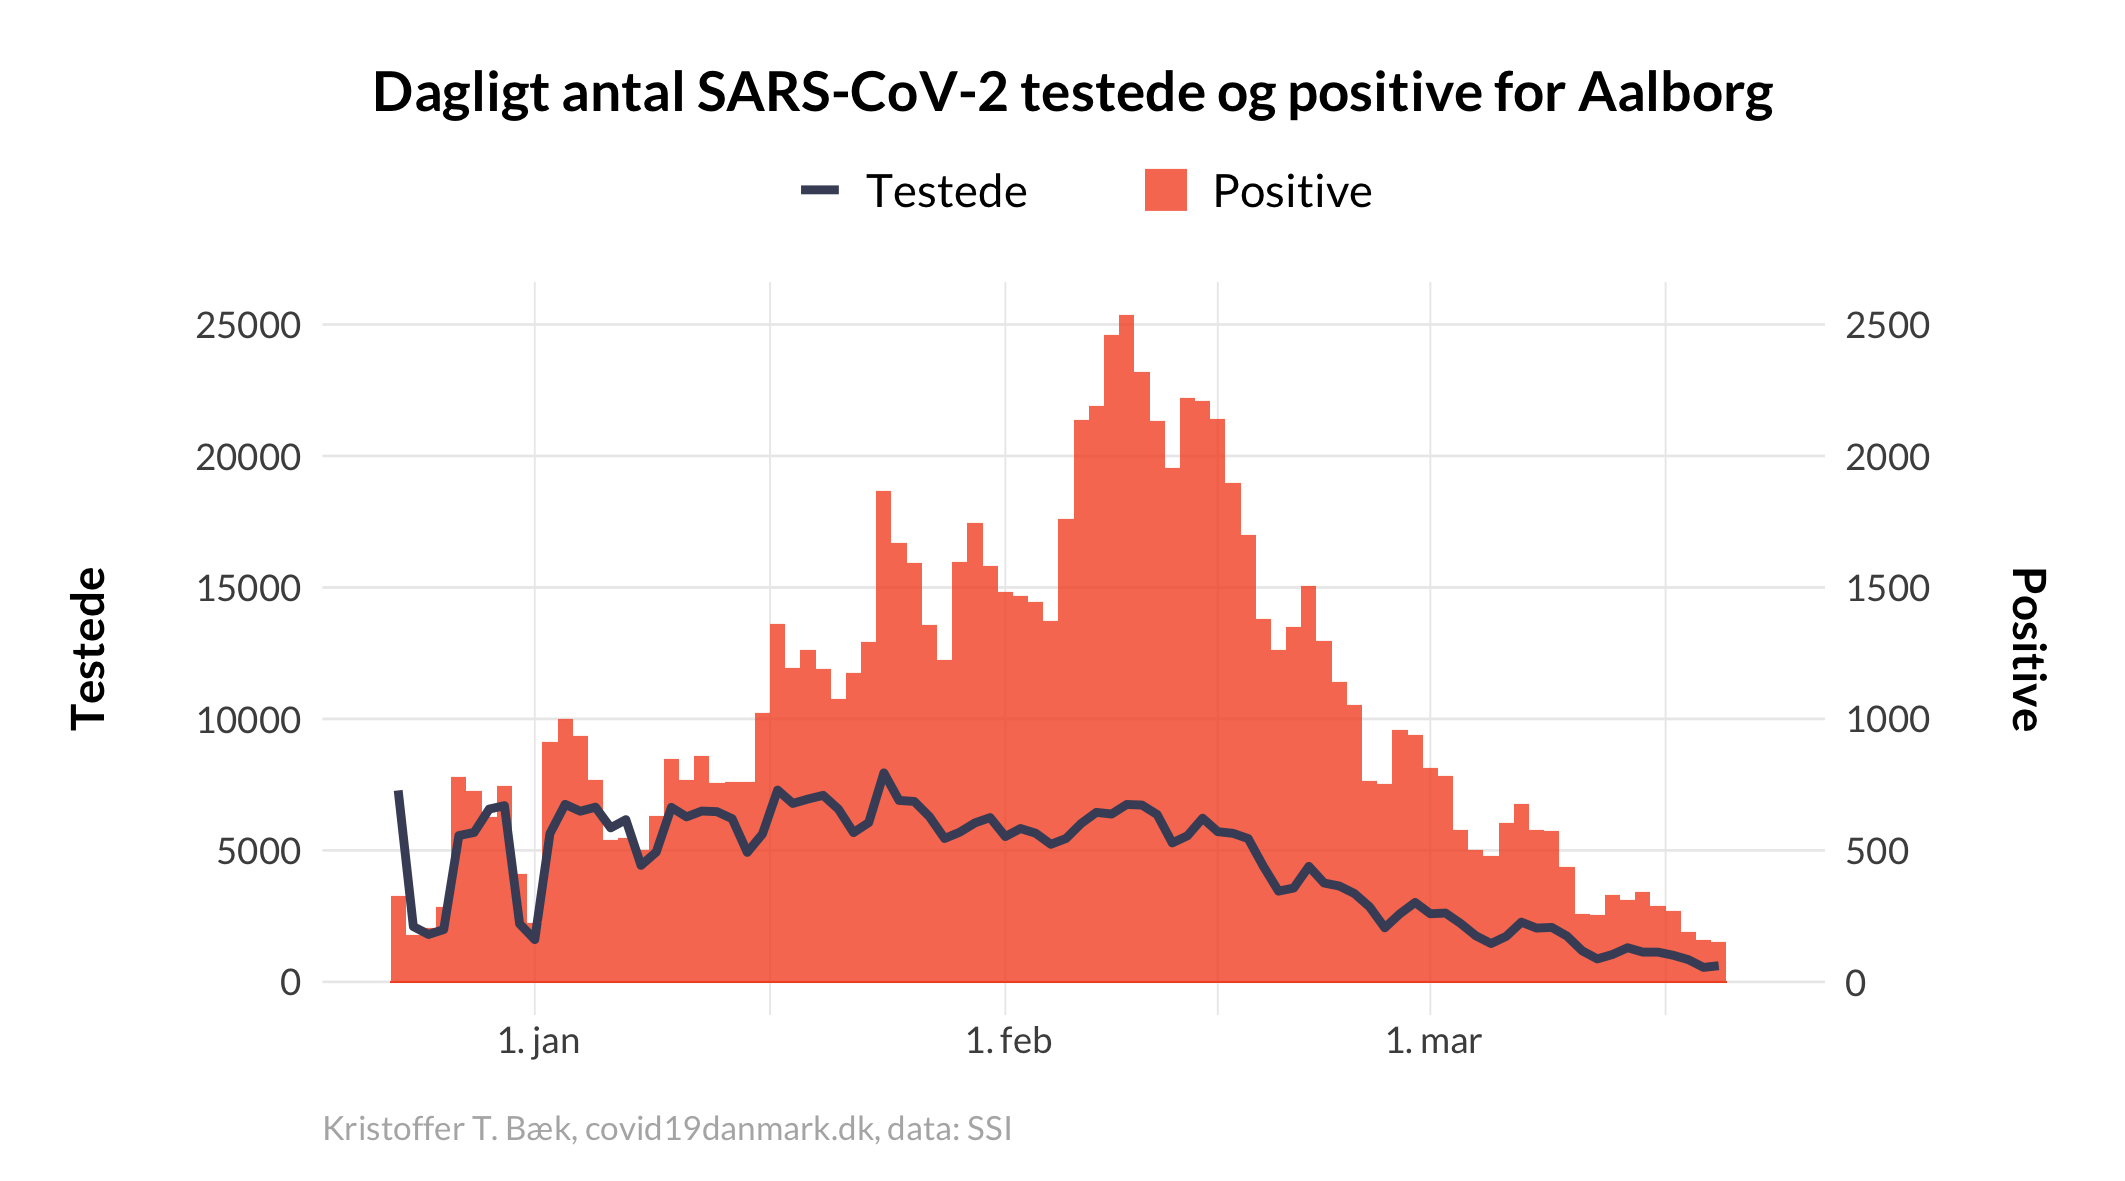 Dagligt antal SARS-CoV-2 testede og positive for Aalborg
Testede
Positive
25000
20000
15000
10000
5000
0
Testede
2500
2000
1500
1000
500
0
Positive
1. jan
1. feb
1. mar
Kristoffer T. Bæk, covid19danmark.dk, data: SSI